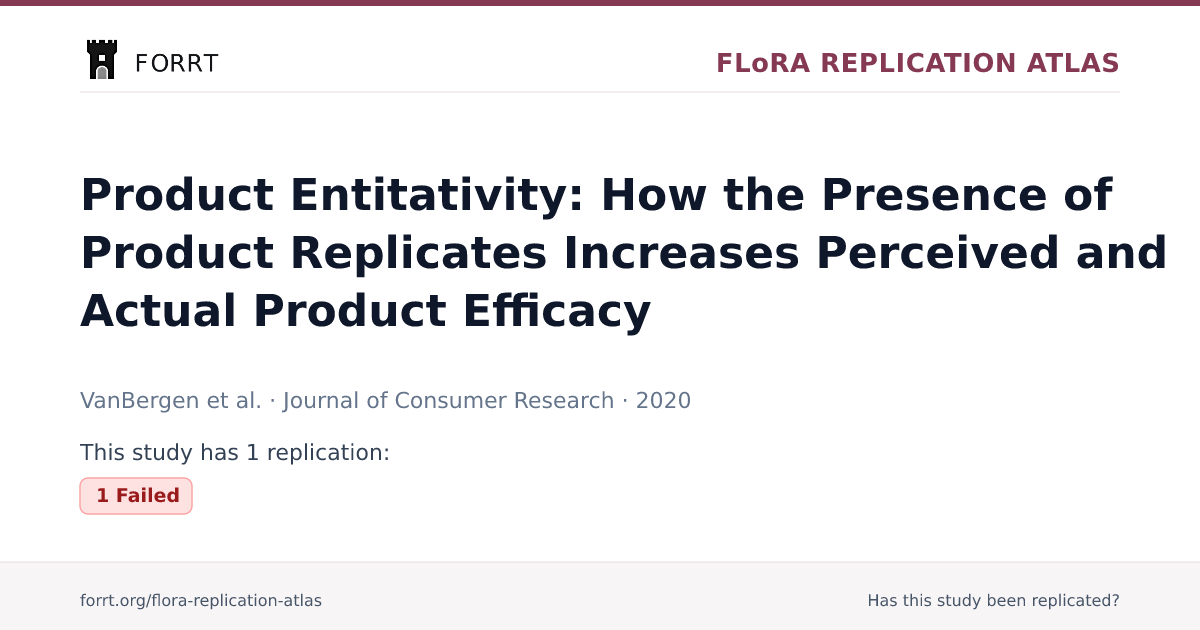 FORRT
FLoRA REPLICATION ATLAS
Product Entitativity: How the Presence of
Product Replicates Increases Perceived and
Actual Product Efficacy
VanBergen et al. · Journal of Consumer Research · 2020
This study has 1 replication:
1 Failed
forrt.org/flora-replication-atlas
Has this study been replicated?